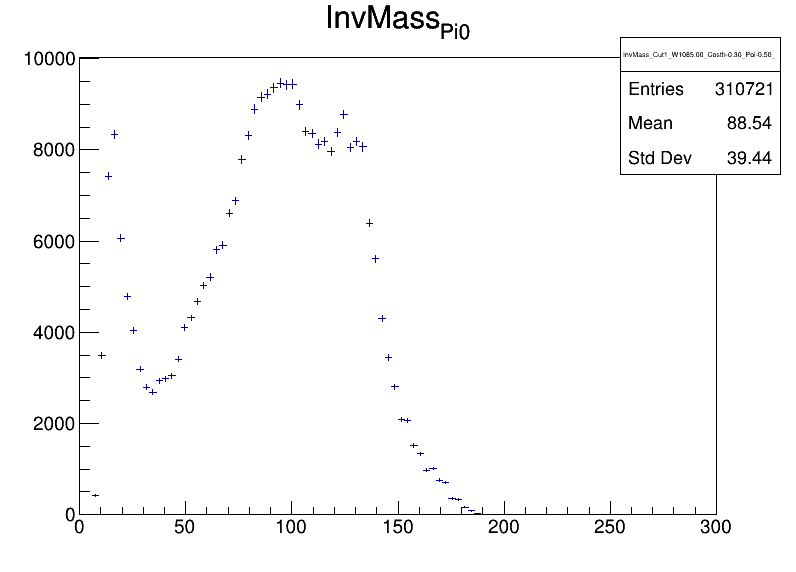 InvMass_Pi0
InvMass_Cut1_W1085.00_Costh-0.30_Pol-0.50_
Entries 310721
Mean 88.54
Std Dev 39.44
10000
8000
6000
4000
2000
0
0 50 100 150 200 250 300